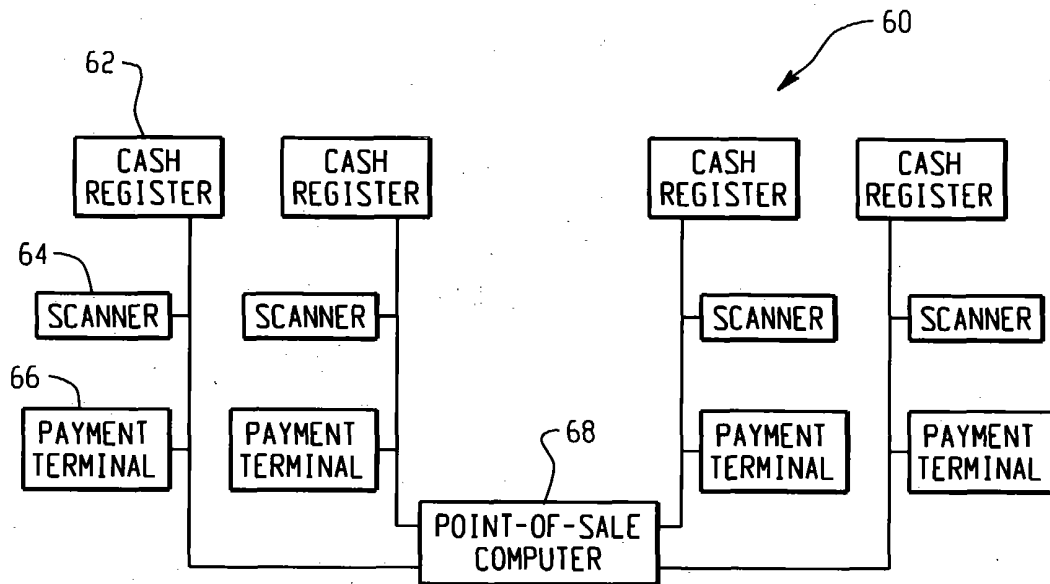 60
62
CASH
REGISTER
CASH
REGISTER
CASH
REGISTER
CASH
REGISTER
64
SCANNER
SCANNER
SCANNER
SCANNER
66
PAYMENT
TERMINAL
PAYMENT
TERMINAL
PAYMENT
TERMINAL
PAYMENT
TERMINAL
68
POINT-OF-SALE
COMPUTER